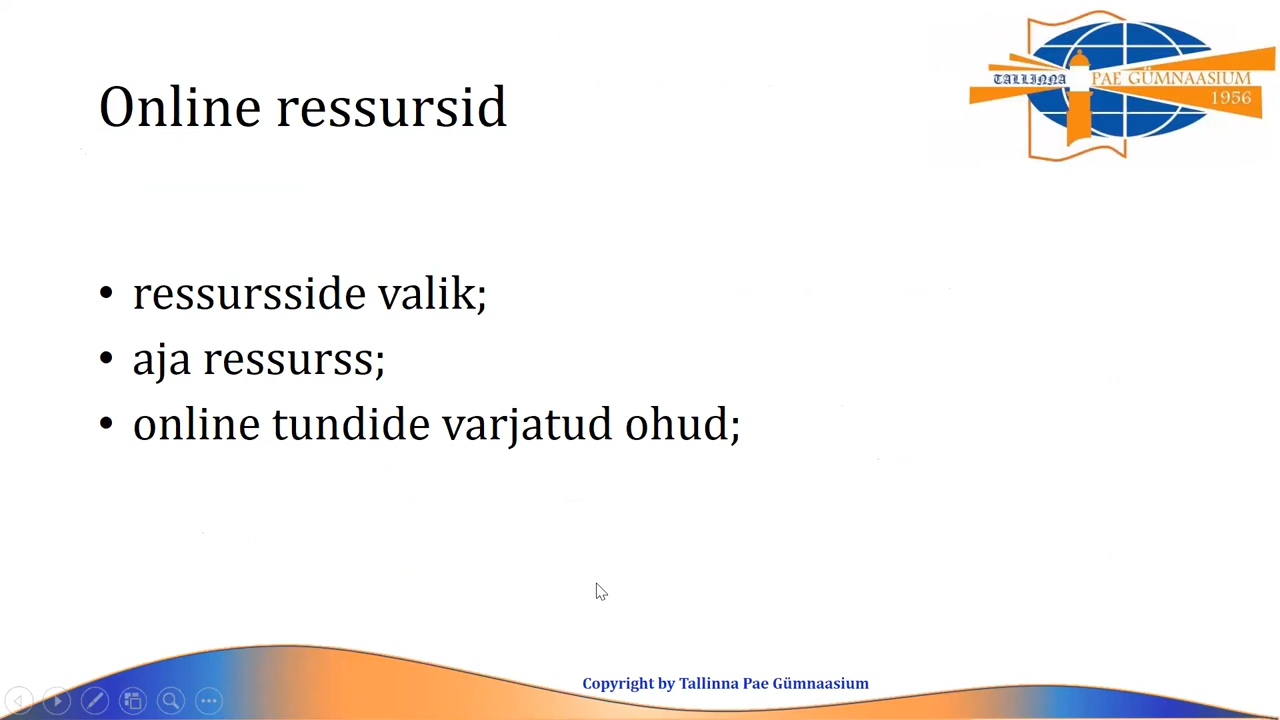 TALLINNA PAE GÜMNAASIUM
1956
Online ressursid
• ressursside valik;
• aja ressurss;
• online tundide varjatud ohud;
Copyright by Tallinna Pae Gümnaasium